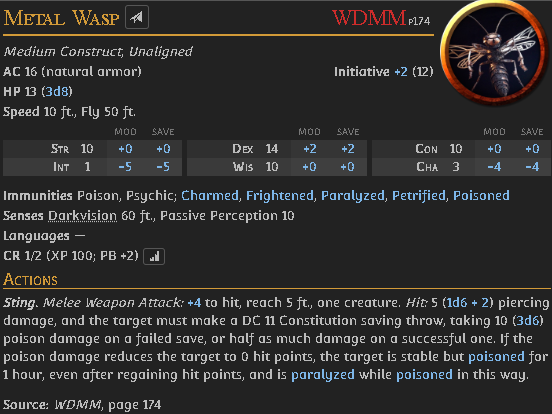 Metal Wasp WDMM p174
Medium Construct, Unaligned
AC 16 (natural armor) Initiative +2 (12)
HP 13 (3d8)
Speed 10 ft., Fly 50 ft.
MOD SAVE MOD SAVE MOD SAVE
Str 10 +0 +0 Dex 14 +2 +2 Con 10 +0 +0
Int 1 -5 -5 Wis 10 +0 +0 Cha 3 -4 -4
Immunities Poison, Psychic; Charmed, Frightened, Paralyzed, Petrified, Poisoned
Senses Darkvision 60 ft., Passive Perception 10
Languages —
CR 1/2 (XP 100; PB +2)
Actions
Sting. Melee Weapon Attack: +4 to hit, reach 5 ft., one creature. Hit: 5 (1d6 + 2) piercing
damage, and the target must make a DC 11 Constitution saving throw, taking 10 (3d6)
poison damage on a failed save, or half as much damage on a successful one. If the
poison damage reduces the target to 0 hit points, the target is stable but poisoned for
1 hour, even after regaining hit points, and is paralyzed while poisoned in this way.
Source: WDMM, page 174